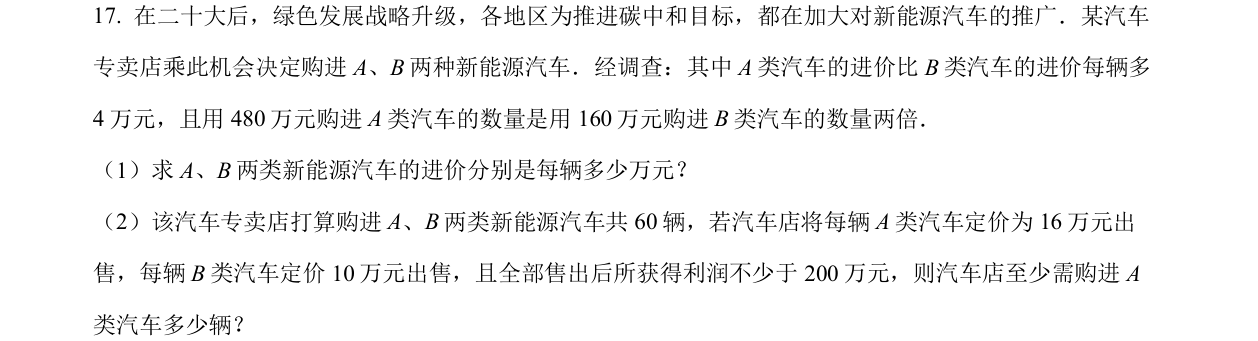 17. 在二十大后，绿色发展战略升级，各地区为推进碳中和目标，都在加大对新能源汽车的推广．某汽车
专卖店乘此机会决定购进 A、B 两种新能源汽车．经调查：其中 A 类汽车的进价比 B 类汽车的进价每辆多
4 万元，且用 480 万元购进 A 类汽车的数量是用 160 万元购进 B 类汽车的数量两倍．
（1）求 A、B 两类新能源汽车的进价分别是每辆多少万元？
（2）该汽车专卖店打算购进 A、B 两类新能源汽车共 60 辆，若汽车店将每辆 A 类汽车定价为 16 万元出
售，每辆 B 类汽车定价 10 万元出售，且全部售出后所获得利润不少于 200 万元，则汽车店至少需购进 A
类汽车多少辆？